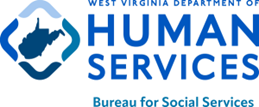 WEST VIRGINIA DEPARTMENT OF
HUMAN
SERVICES
Bureau for Social Services